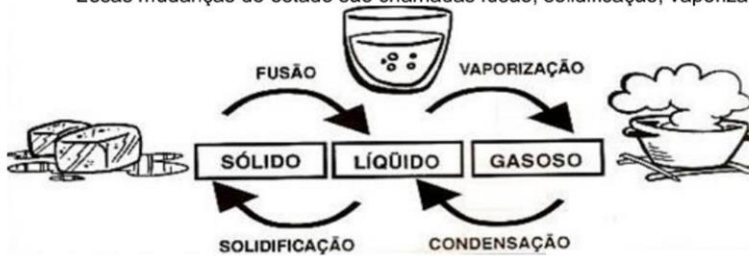 Essas mudanças de estado são chamadas fusão, solidificação, vaporiza
FUSÃO
VAPORIZAÇÃO
SÓLIDO
LÍQÜIDO
GASOSO
SOLIDIFICAÇÃO
CONDENSAÇÃO